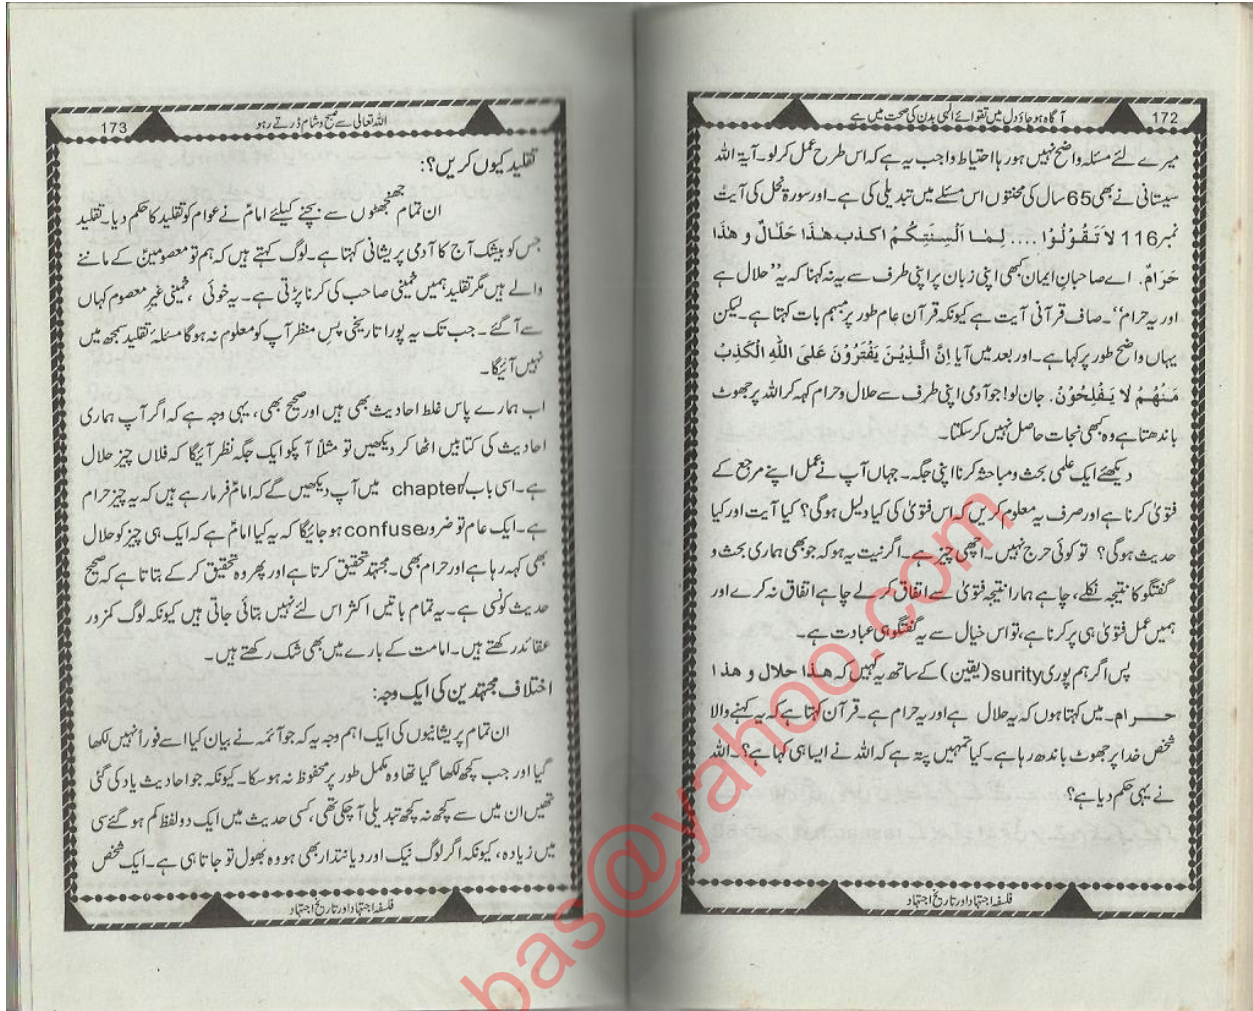 172
آگاہ ہو جاؤ دل میں تقوائے الٰہی بدن کی صحت میں ہے
میرے لئے مسئلہ واضح نہیں ہو رہا احتیاط واجب یہ ہے کہ اس طرح عمل کر لو۔ آیۃ اللہ
سیستانی نے بھی 65 سال کی محنتوں اس مسئلے میں تبدیلی کی ہے۔ اور سورۃ نحل کی آیت
نمبر 116 لاَ تَقُوْلُوْا .... لِمَا اَلْسِنَتِكُمُ اكذب هٰذَا حَلَالٌ و هٰذَا
حَرَامٌ. اے صاحبانِ ایمان کبھی اپنی زبان پر اپنی طرف سے یہ نہ کہنا کہ یہ ’’حلال ہے
اور یہ حرام‘‘۔ صاف قرآنی آیت ہے کیونکہ قرآن عام طور پر مبہم بات کہتا ہے۔ لیکن
یہاں واضح طور پر کہا ہے۔ اور بعد میں آیا اِنَّ الَّذِيْنَ يَفْتَرُوْنَ عَلىَ اللّٰهِ الْكَذِبُ
مَنْهُمْ لا يَفْلِحُوْنُ. جان لو! جو آدمی اپنی طرف سے حلال و حرام کہہ کر اللہ پر جھوٹ
باندھتا ہے وہ کبھی نجات حاصل نہیں کر سکتا۔
دیکھئے ایک علمی بحث و مباحثہ کرنا اپنی جگہ۔ جہاں آپ نے عمل اپنے مرجع کے
فتویٰ کرنا ہے اور صرف یہ معلوم کریں کہ اس فتویٰ کی کیا دلیل ہوگی؟ کیا آیت اور کیا
حدیث ہوگی؟ تو کوئی حرج نہیں۔ اچھی چیز ہے۔ اگر نیت یہ ہو کہ جو بھی ہماری بحث و
گفتگو کا نتیجہ نکلے، چاہے ہمارا نتیجہ فتویٰ سے اتفاق کرلے چاہے اتفاق نہ کرے اور
ہمیں عمل فتویٰ ہی پر کرنا ہے، تو اس خیال سے یہ گفتگو ہی عبادت ہے۔
پس اگر ہم پوری surity (یقین) کے ساتھ یہ کہیں کہ هذا حلال و هذا
حرام۔ میں کہتا ہوں کہ یہ حلال ہے اور یہ حرام ہے۔ قرآن کہتا ہے کہ یہ کہنے والا
شخص خدا پر جھوٹ باندھ رہا ہے۔ کیا تمہیں پتہ ہے کہ اللہ نے ایسا ہی کہا ہے؟۔ اللہ
نے یہی حکم دیا ہے؟
فلسفہ اجتہاد اور تاریخ اجتہاد
اللہ تعالیٰ سے صبح و شام ڈرتے رہو
173
تقلید کیوں کریں؟:
ان تمام جھنجھٹوں سے بچنے کیلئے امامؑ نے عوام کو تقلید کا حکم دیا۔ تقلید
جس کو بیشک آج کا آدمی پریشانی کہتا ہے۔ لوگ کہتے ہیں کہ ہم تو معصومینؑ کے ماننے
والے ہیں مگر تقلید ہمیں خمینی صاحب کی کرنا پڑتی ہے۔ یہ خوئی، خمینی غیر معصوم کہاں
سے آ گئے۔ جب تک یہ پورا تاریخی پس منظر آپ کو معلوم نہ ہوگا مسئلہ تقلید سمجھ میں
نہیں آئیگا۔
اب ہمارے پاس غلط احادیث بھی ہیں اور صحیح بھی، یہی وجہ ہے کہ اگر آپ ہماری
احادیث کی کتابیں اٹھا کر دیکھیں تو مثلاً آپکو ایک جگہ نظر آئیگا کہ فلاں چیز حلال
ہے۔ اسی باب/chapter میں آپ دیکھیں گے کہ امامؑ فرما رہے ہیں کہ یہ چیز حرام
ہے۔ ایک عام تو ضرور confuse ہو جائیگا کہ یہ کیا امامؑ ہے کہ ایک ہی چیز کو حلال
بھی کہہ رہا ہے اور حرام بھی۔ مجتہد تحقیق کرتا ہے اور پھر وہ تحقیق کرکے بتاتا ہے کہ صحیح
حدیث کونسی ہے۔ یہ تمام باتیں اکثر اس لئے نہیں بتائی جاتی ہیں کیونکہ لوگ کمزور
عقائد رکھتے ہیں۔ امامت کے بارے میں بھی شک رکھتے ہیں۔
اختلاف مجتہدین کی ایک وجہ:
ان تمام پریشانیوں کی ایک اہم وجہ یہ کہ جو آئمہ نے بیان کیا اسے فوراً نہیں لکھا
گیا اور جب کچھ لکھا گیا تھا وہ مکمل طور پر محفوظ نہ ہو سکا۔ کیونکہ جو احادیث یاد کی گئی
تھیں ان میں سے کچھ نہ کچھ تبدیلی آچکی تھی، کسی حدیث میں ایک دو لفظ کم ہو گئے سی
میں زیادہ، کیونکہ اگر لوگ نیک اور دیانتدار بھی ہو وہ بھول تو جاتا ہی ہے۔ ایک شخص
فلسفہ اجتہاد اور تاریخ اجتہاد
bas@yahoo.com